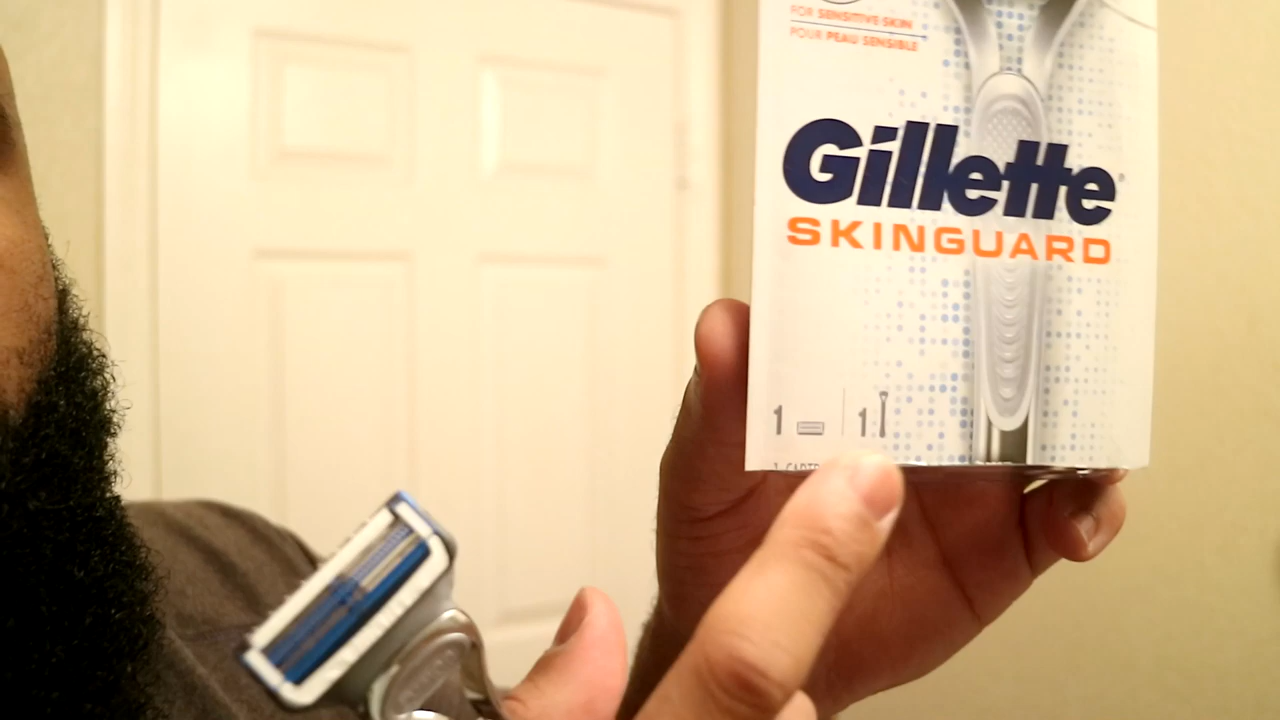 FOR SENSITIVE SKIN
POUR PEAU SENSIBLE
Gillette
SKINGUARD
1 1